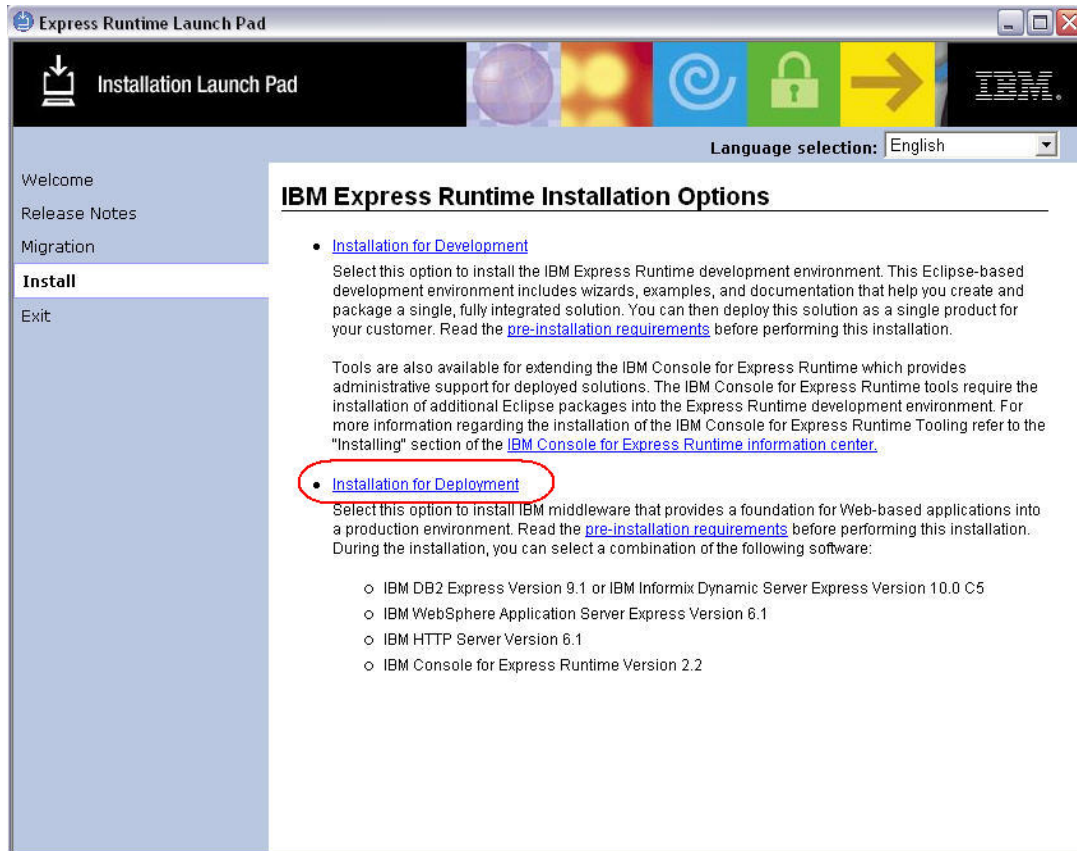 Express Runtime Launch Pad
Installation Launch Pad
IBM.
Language selection: English
Welcome
Release Notes
Migration
Install
Exit
IBM Express Runtime Installation Options
• Installation for Development
Select this option to install the IBM Express Runtime development environment. This Eclipse-based
development environment includes wizards, examples, and documentation that help you create and
package a single, fully integrated solution. You can then deploy this solution as a single product for
your customer. Read the pre-installation requirements before performing this installation.
Tools are also available for extending the IBM Console for Express Runtime which provides
administrative support for deployed solutions. The IBM Console for Express Runtime tools require the
installation of additional Eclipse packages into the Express Runtime development environment. For
more information regarding the installation of the IBM Console for Express Runtime Tooling refer to the
"Installing" section of the IBM Console for Express Runtime information center.
• Installation for Deployment
Select this option to install IBM middleware that provides a foundation for Web-based applications into
a production environment. Read the pre-installation requirements before performing this installation.
During the installation, you can select a combination of the following software:
o IBM DB2 Express Version 9.1 or IBM Informix Dynamic Server Express Version 10.0 C5
o IBM WebSphere Application Server Express Version 6.1
o IBM HTTP Server Version 6.1
o IBM Console for Express Runtime Version 2.2